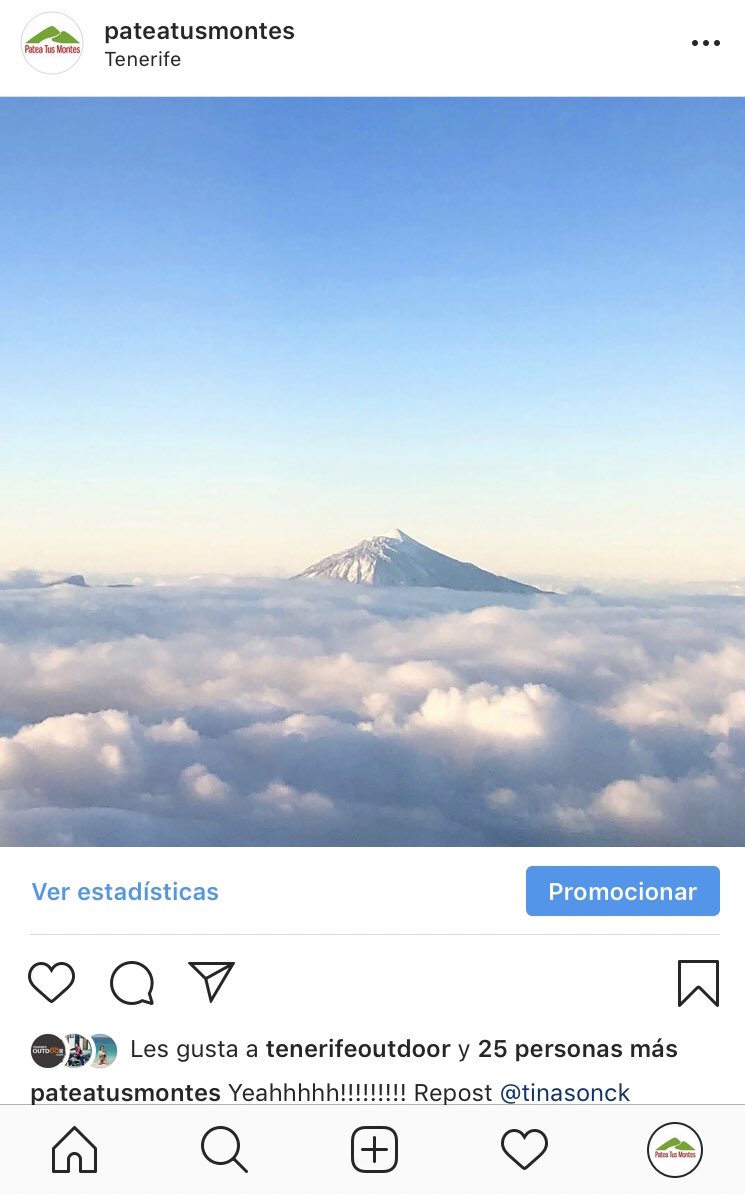 Patea Tus Montes
pateatusmontes
Tenerife
Ver estadísticas
Promocionar
OUTDOOR
Les gusta a tenerifeoutdoor y 25 personas más
pateatusmontes Yeahhhhh!!!!!!!!! Repost @tinasonck
Patea Tus Montes